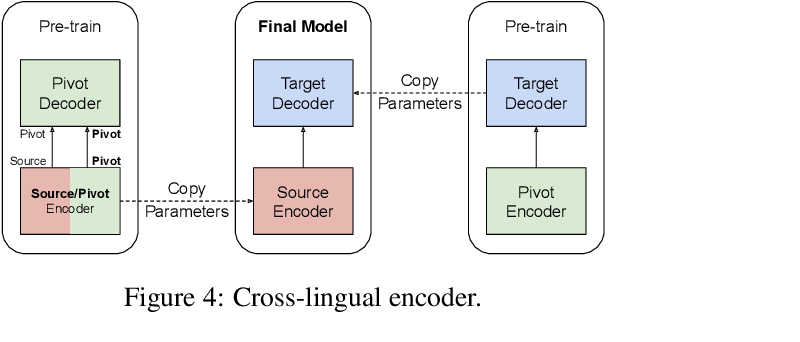 Pre-train
Pivot
Decoder
Pivot
Pivot
Source
Pivot
Source/Pivot
Encoder
Copy
Parameters
Final Model
Target
Decoder
Source
Encoder
Copy
Parameters
Pre-train
Target
Decoder
Pivot
Encoder
Figure 4: Cross-lingual encoder.